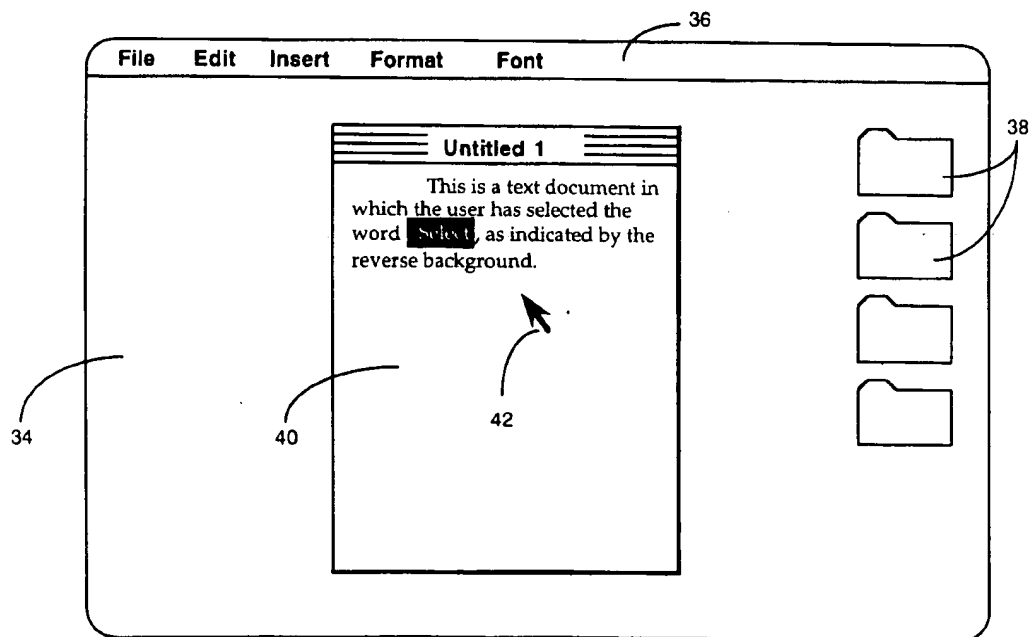 36
File Edit Insert Format Font
38
Untitled 1
This is a text document in
which the user has selected the
word Select, as indicated by the
reverse background.
34
40
42